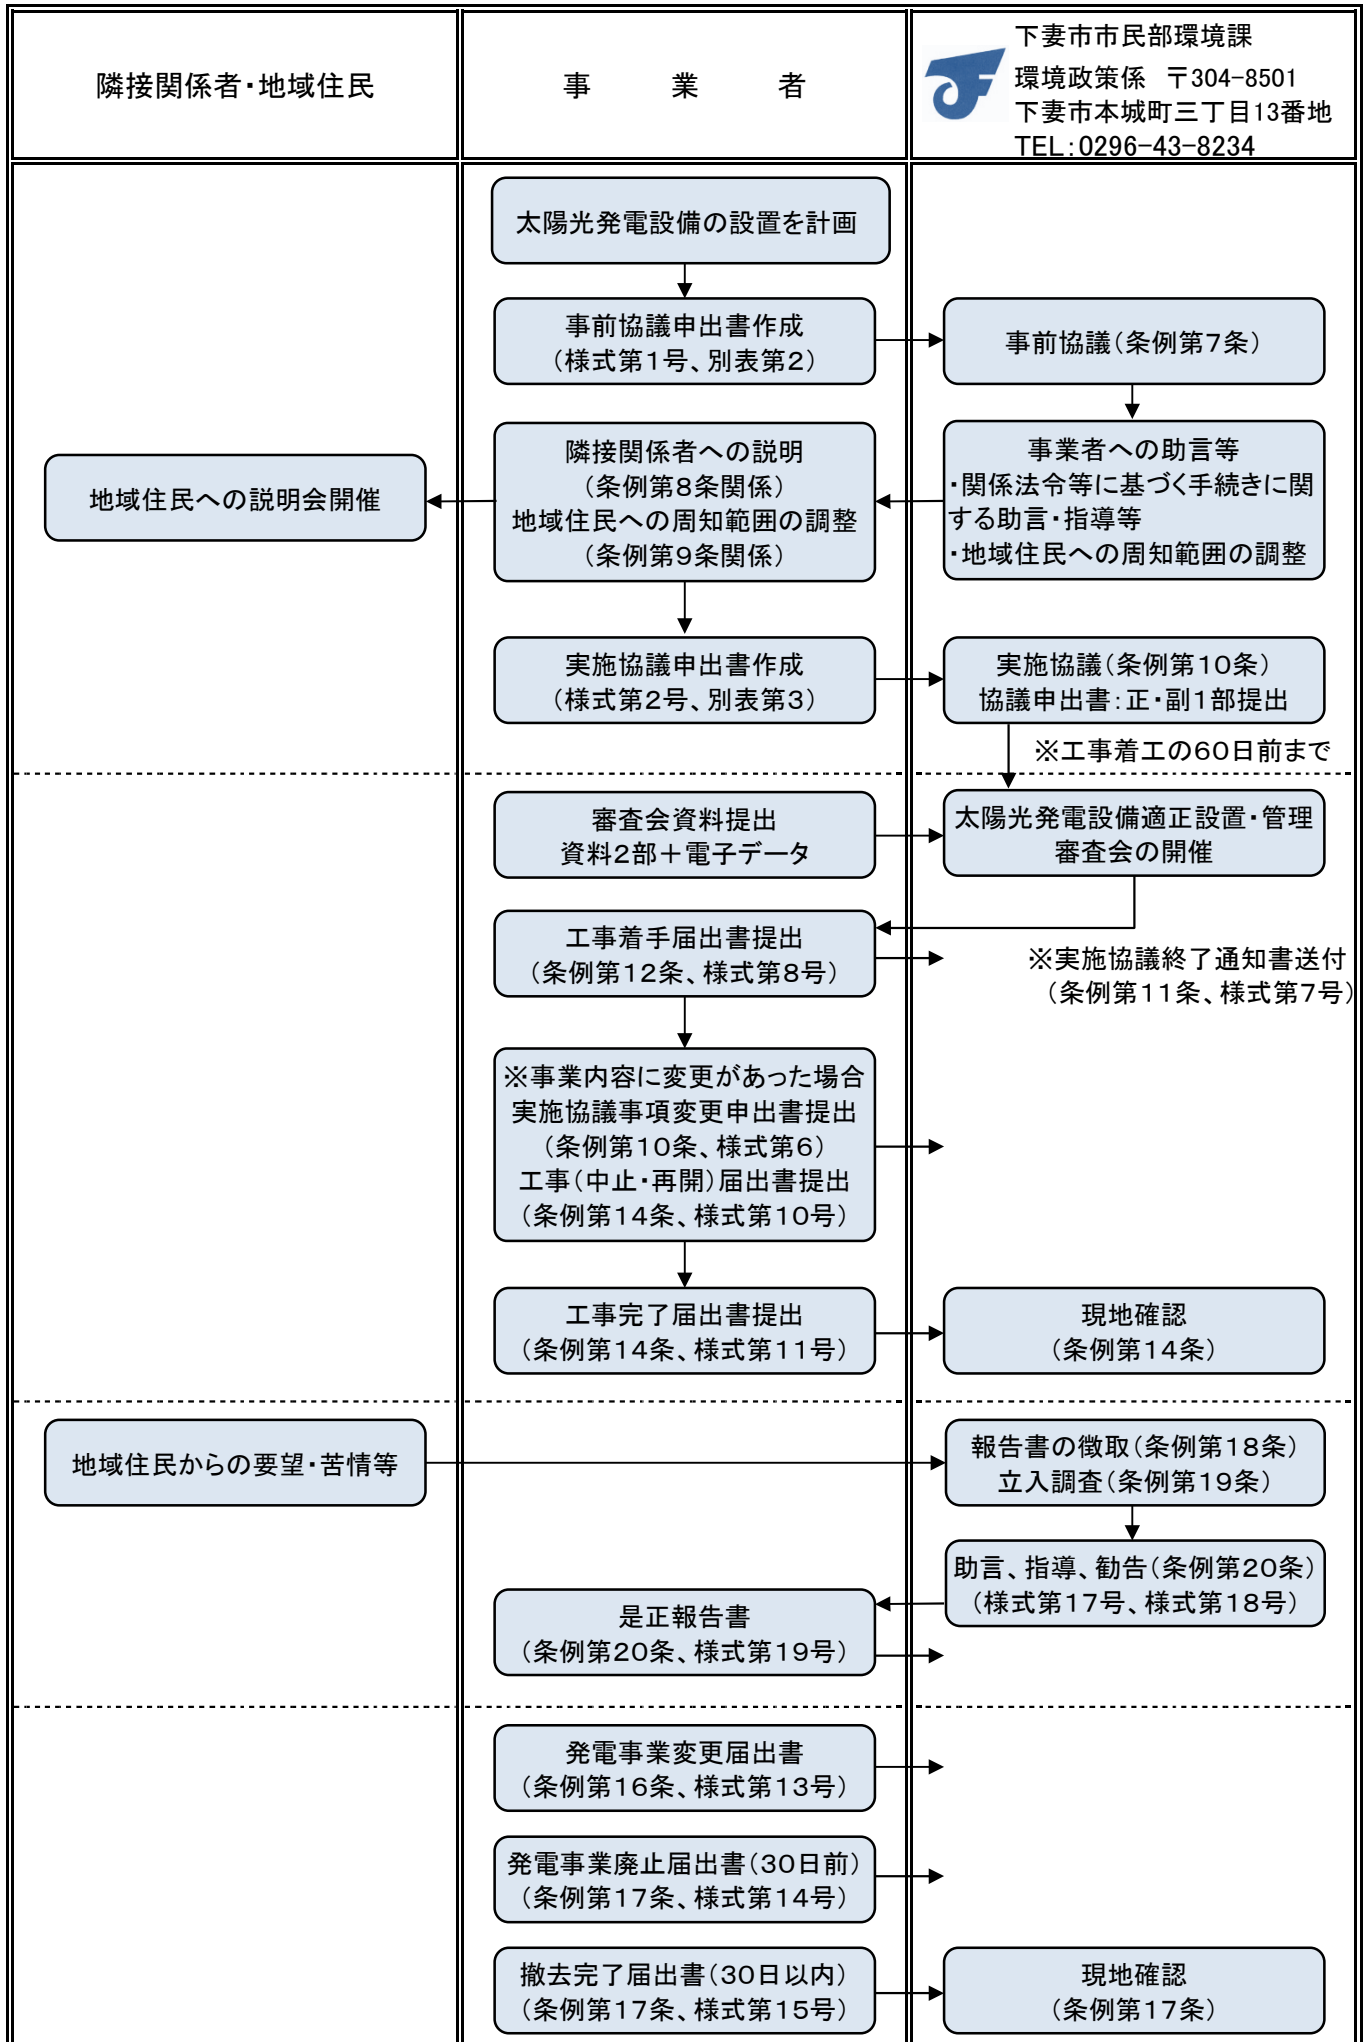 隣接関係者・地域住民
事 業 者
下妻市市民部環境課
環境政策係 〒304-8501
下妻市本城町三丁目13番地
TEL:0296-43-8234
太陽光発電設備の設置を計画
事前協議申出書作成
(様式第1号、別表第2)
事前協議(条例第7条)
地域住民への説明会開催
隣接関係者への説明
(条例第8条関係)
地域住民への周知範囲の調整
(条例第9条関係)
事業者への助言等
・関係法令等に基づく手続きに関
する助言・指導等
・地域住民への周知範囲の調整
実施協議申出書作成
(様式第2号、別表第3)
実施協議(条例第10条)
協議申出書:正・副1部提出
※工事着工の60日前まで
審査会資料提出
資料2部+電子データ
太陽光発電設備適正設置・管理
審査会の開催
工事着手届出書提出
(条例第12条、様式第8号)
※実施協議終了通知書送付
(条例第11条、様式第7号)
※事業内容に変更があった場合
実施協議事項変更申出書提出
(条例第10条、様式第6)
工事(中止・再開)届出書提出
(条例第14条、様式第10号)
工事完了届出書提出
(条例第14条、様式第11号)
現地確認
(条例第14条)
地域住民からの要望・苦情等
報告書の徴取(条例第18条)
立入調査(条例第19条)
助言、指導、勧告(条例第20条)
(様式第17号、様式第18号)
是正報告書
(条例第20条、様式第19号)
発電事業変更届出書
(条例第16条、様式第13号)
発電事業廃止届出書(30日前)
(条例第17条、様式第14号)
撤去完了届出書(30日以内)
(条例第17条、様式第15号)
現地確認
(条例第17条)